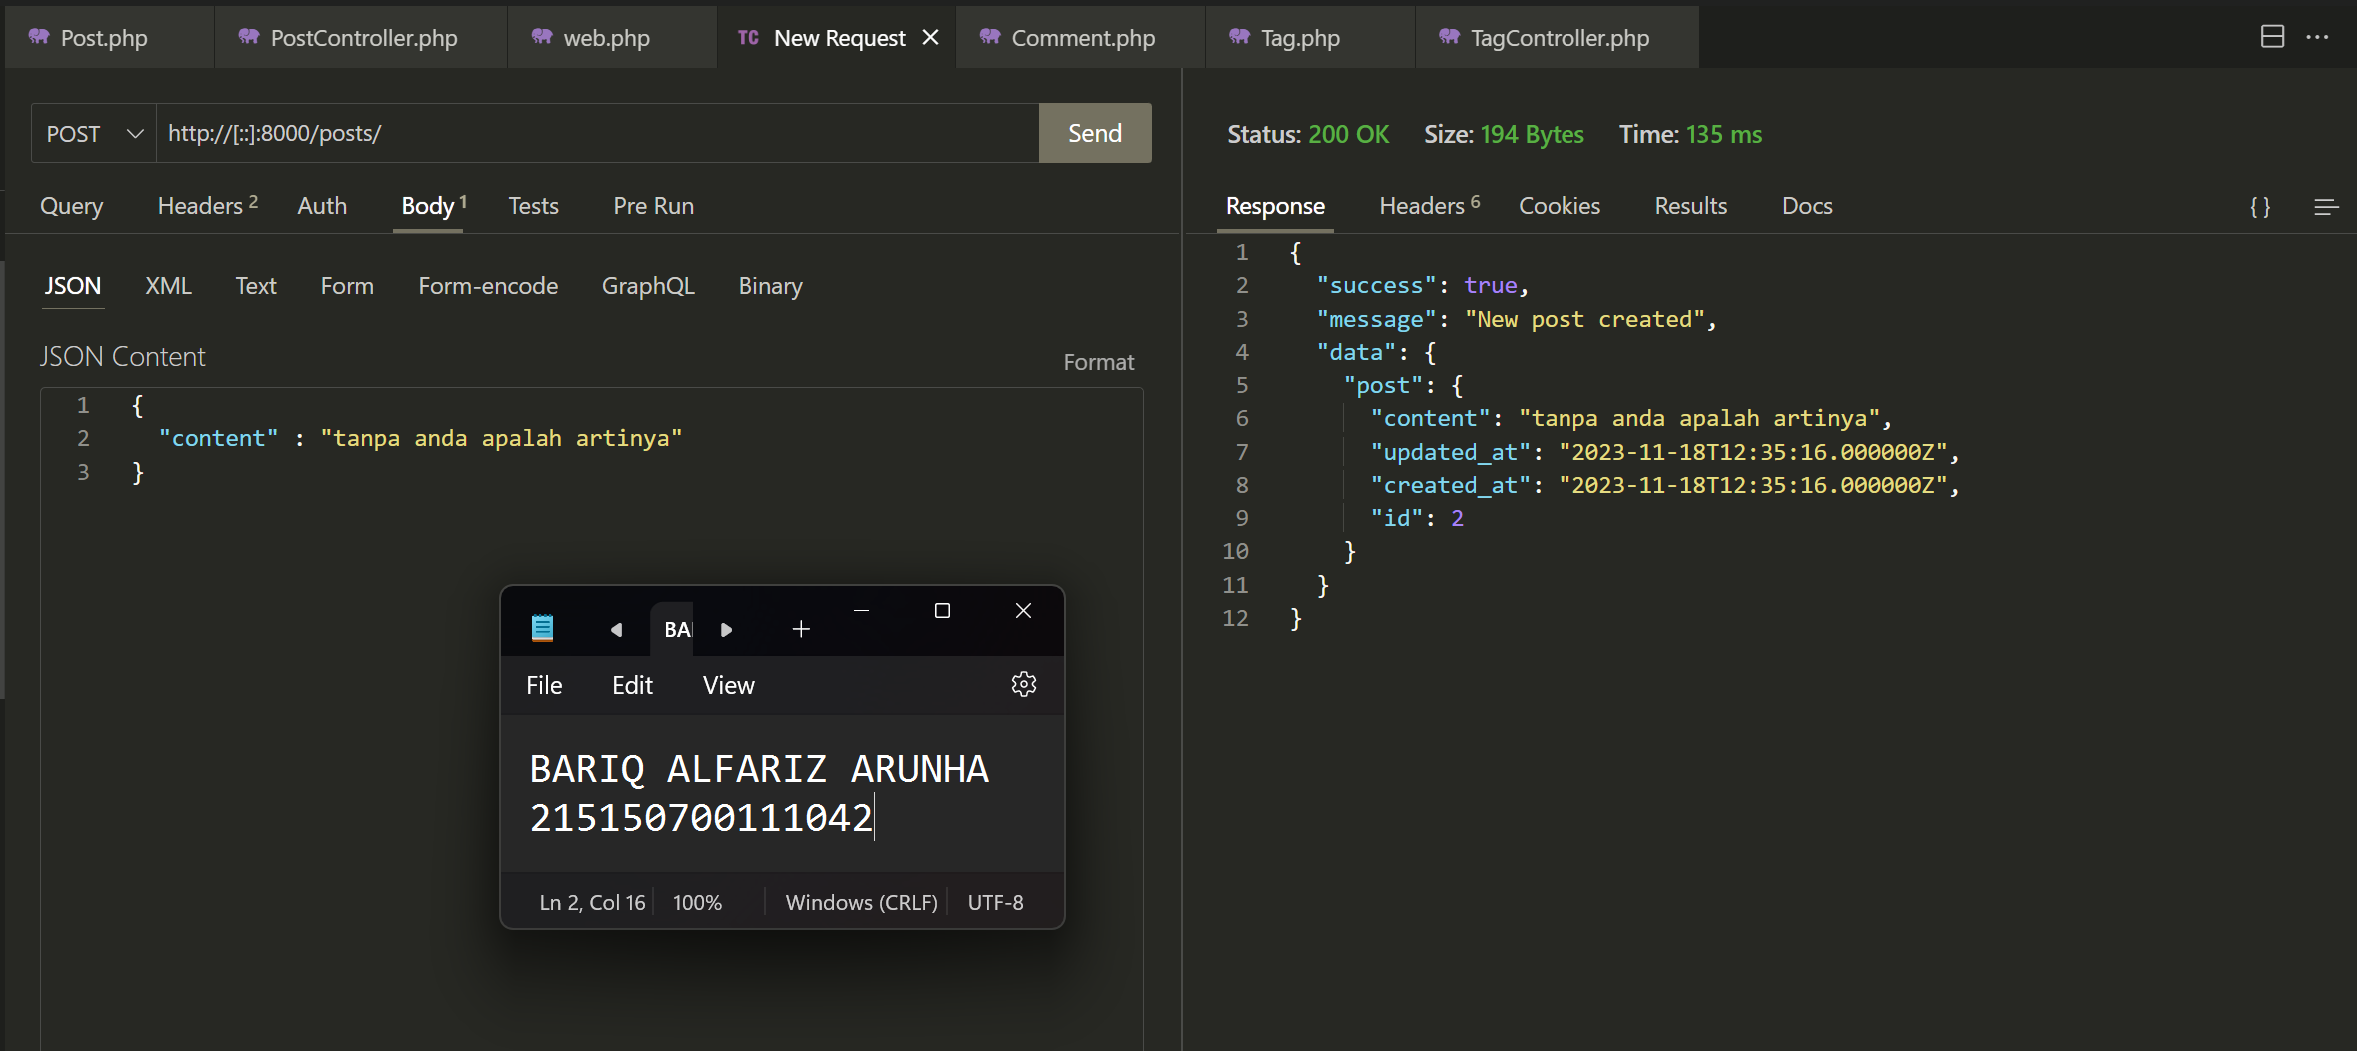 Post.php PostController.php web.php TC New Request Comment.php Tag.php TagController.php
POST http://[::]:8000/posts/ Send
Query Headers 2 Auth Body 1 Tests Pre Run
JSON XML Text Form Form-encode GraphQL Binary
JSON Content
Format
1 {
2 "content" : "tanpa anda apalah artinya"
3 }
Status: 200 OK Size: 194 Bytes Time: 135 ms
Response Headers 6 Cookies Results Docs { }
1 {
2 "success": true,
3 "message": "New post created",
4 "data": {
5 "post": {
6 "content": "tanpa anda apalah artinya",
7 "updated_at": "2023-11-18T12:35:16.000000Z",
8 "created_at": "2023-11-18T12:35:16.000000Z",
9 "id": 2
10 }
11 }
12 }
BA
File Edit View
BARIQ ALFARIZ ARUNHA
215150700111042
Ln 2, Col 16 100% Windows (CRLF) UTF-8